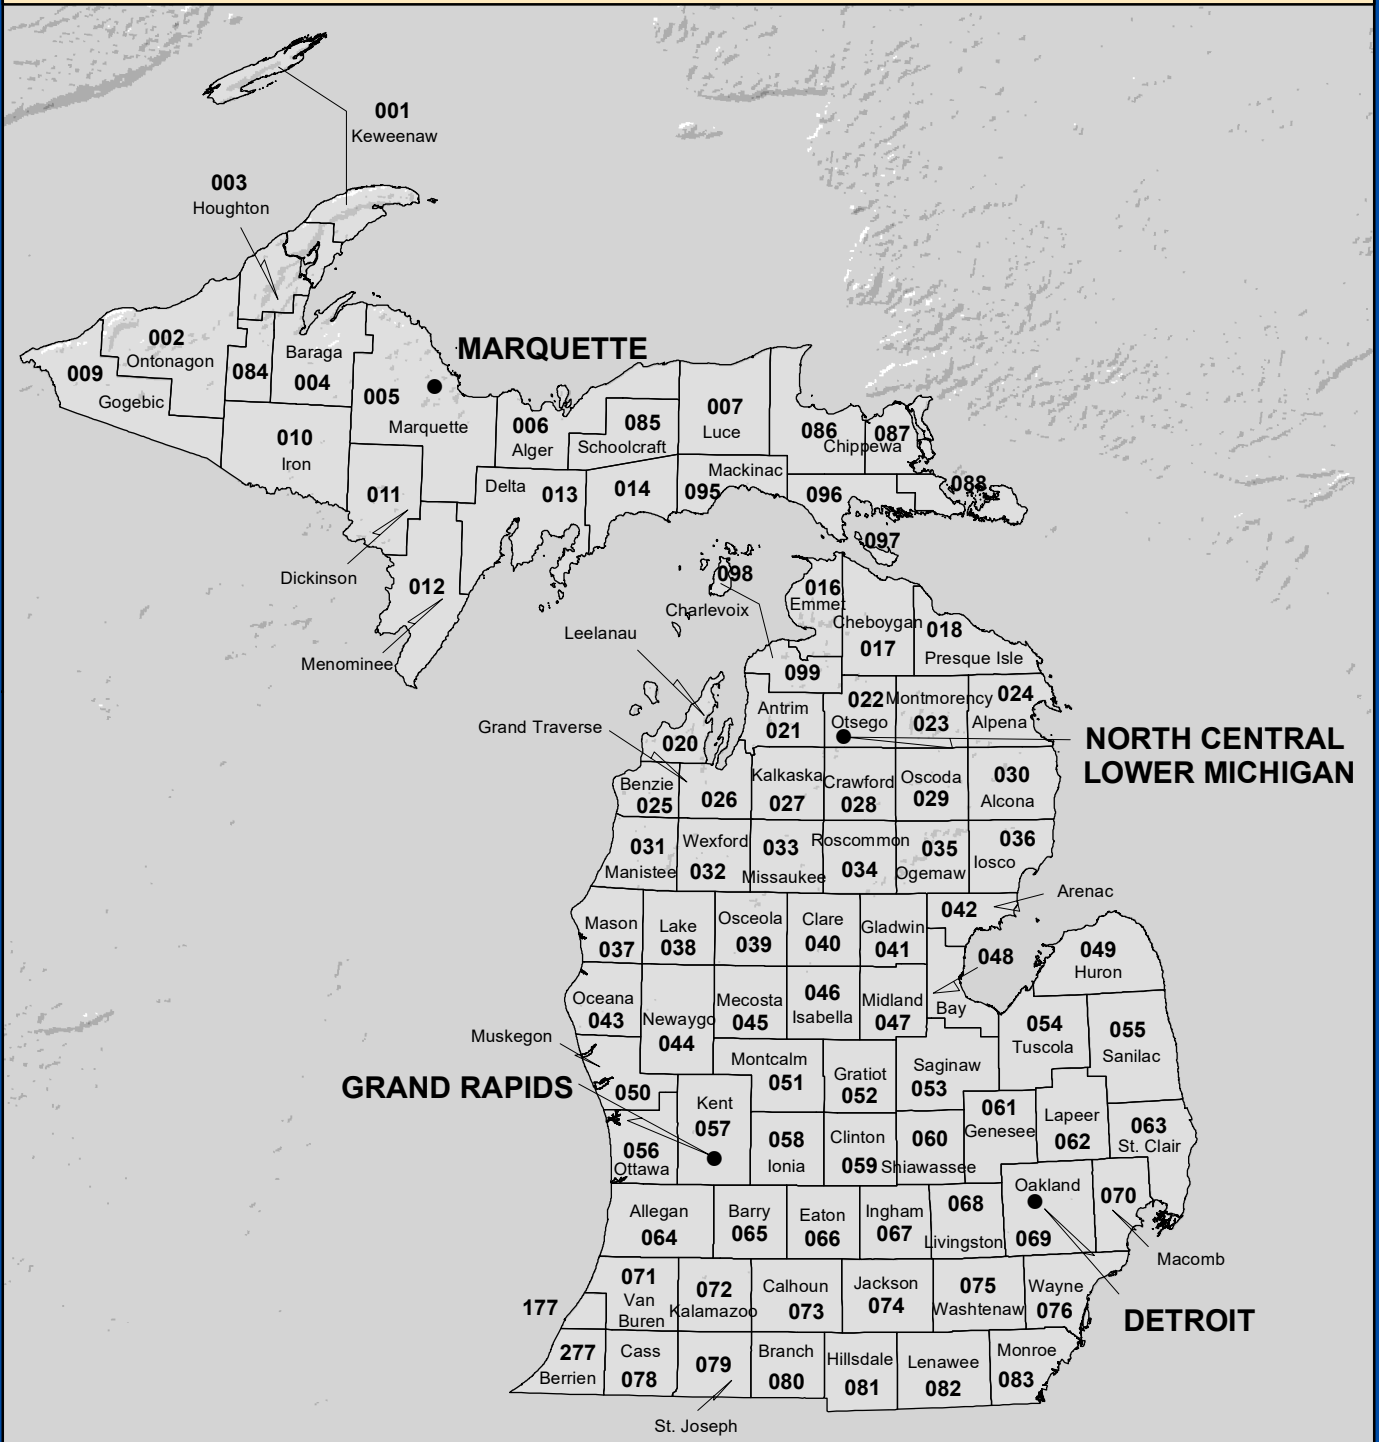 001
Keweenaw
003
Houghton
MARQUETTE
002
Ontonagon
009
Gogebic
084
Baraga
004
005
Marquette
006
Alger
085
Schoolcraft
007
Luce
086
087
Chippewa
088
010
Iron
011
Dickinson
012
Menominee
Delta 013
014
Mackinac
095
096
097
098
Charlevoix
Leelanau
016
Emmet
Cheboygan
017
018
Presque Isle
099
Grand Traverse
020
Antrim
021
022
Otsego
Montmorency
023
024
Alpena
NORTH CENTRAL
LOWER MICHIGAN
Benzie
025
026
Kalkaska
027
Crawford
028
Oscoda
029
030
Alcona
031
Manistee
Wexford
032
033
Missaukee
Roscommon
034
035
Ogemaw
036
Iosco
Mason
037
Lake
038
Osceola
039
Clare
040
Gladwin
041
042
Arenac
048
Bay
049
Huron
Oceana
043
Newaygo
044
Mecosta
045
046
Isabella
Midland
047
054
Tuscola
055
Sanilac
Muskegon
050
GRAND RAPIDS
Montcalm
051
Gratiot
052
Saginaw
053
056
Ottawa
Kent
057
058
Ionia
Clinton
059
060
Shiawassee
061
Genesee
Lapeer
062
063
St. Clair
Allegan
064
Barry
065
Eaton
066
Ingham
067
068
Livingston
Oakland
069
070
Macomb
DETROIT
177
071
Van
Buren
072
Kalamazoo
Calhoun
073
Jackson
074
075
Washtenaw
Wayne
076
277
Berrien
Cass
078
079
St. Joseph
Branch
080
Hillsdale
081
Lenawee
082
Monroe
083